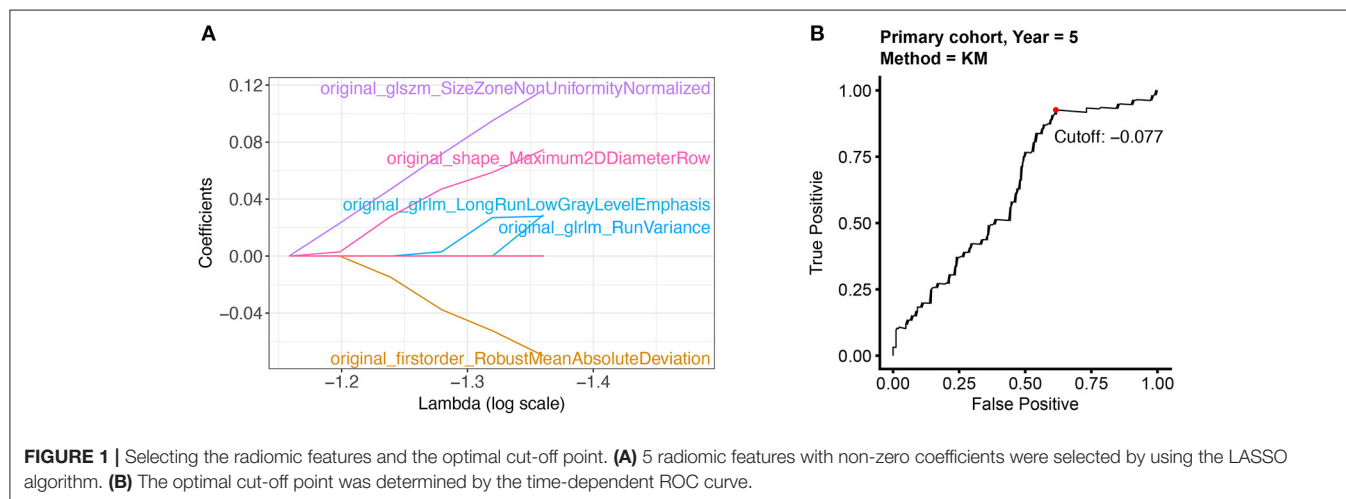 A
0.12
0.08
0.04
0.00
−0.04
Coefficients
original_glszm_SizeZoneNonUniformityNormalized
original_shape_Maximum2DDiameterRow
original_glrlm_LongRunLowGrayLevelEmphasis
original_glrlm_RunVariance
original_firstorder_RobustMeanAbsoluteDeviation
−1.2
−1.3
−1.4
Lambda (log scale)
B
Primary cohort, Year = 5
Method = KM
1.00
0.75
0.50
0.25
0.00
True Positivie
Cutoff: −0.077
0.00
0.25
0.50
0.75
1.00
False Positive
FIGURE 1 | Selecting the radiomic features and the optimal cut-off point. (A) 5 radiomic features with non-zero coefficients were selected by using the LASSO
algorithm. (B) The optimal cut-off point was determined by the time-dependent ROC curve.